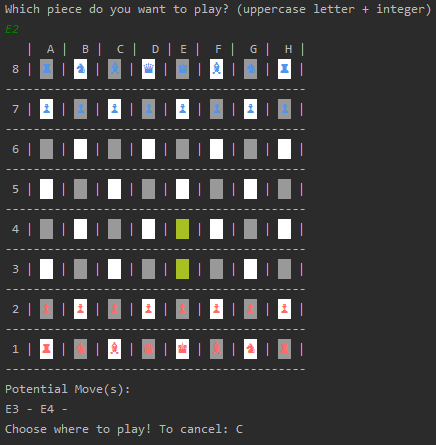 Which piece do you want to play? (uppercase letter + integer)
E2
| A | B | C | D | E | F | G | H |
8 | ♜ | ♞ | ♝ | ♛ | ♚ | ♝ | ♞ | ♜ |
--------------------------------------------
7 | ♟ | ♟ | ♟ | ♟ | ♟ | ♟ | ♟ | ♟ |
--------------------------------------------
6 | | | | | | | | |
--------------------------------------------
5 | | | | | | | | |
--------------------------------------------
4 | | | | | | | | |
--------------------------------------------
3 | | | | | | | | |
--------------------------------------------
2 | ♟ | ♟ | ♟ | ♟ | ♟ | ♟ | ♟ | ♟ |
--------------------------------------------
1 | ♜ | ♞ | ♝ | ♛ | ♚ | ♝ | ♞ | ♜ |
--------------------------------------------
Potential Move(s):
E3 - E4 -
Choose where to play! To cancel: C